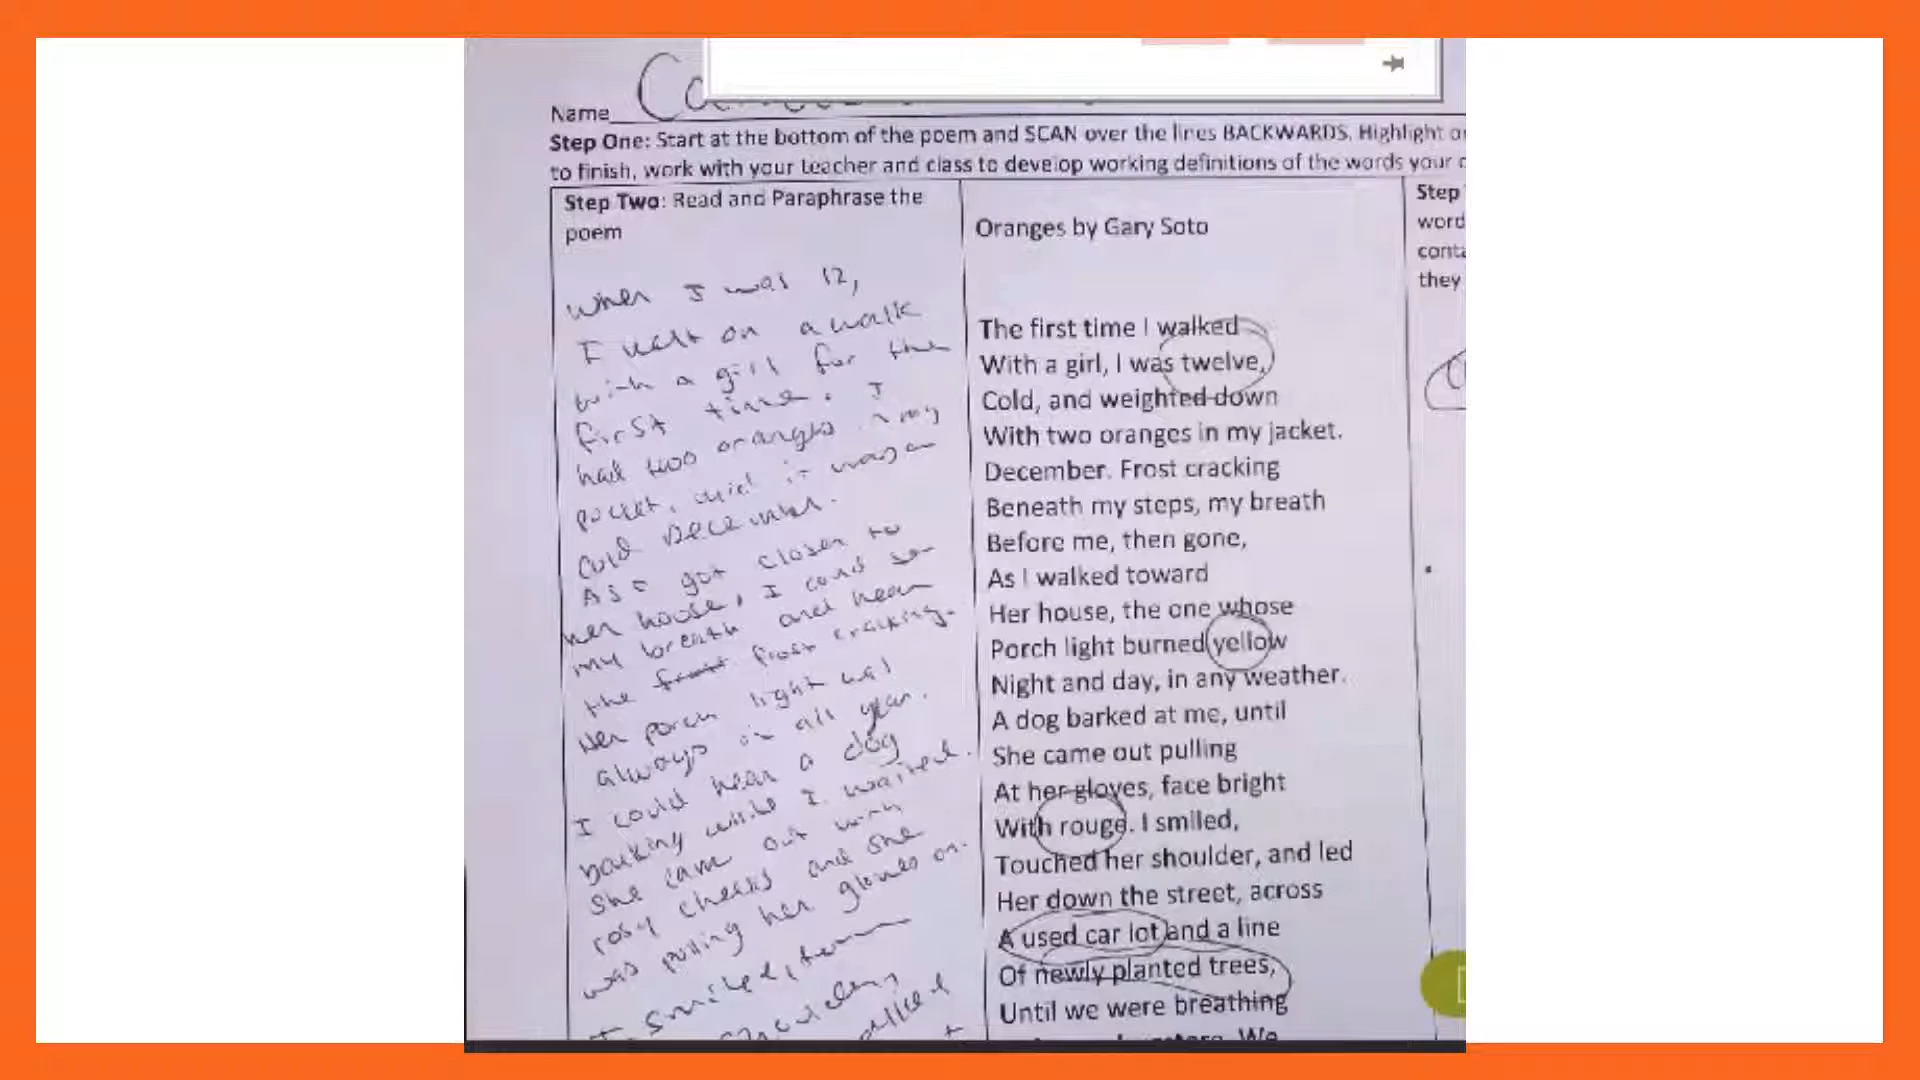 Name
Step One: Start at the bottom of the poem and SCAN over the lines BACKWARDS. Highlight
to finish, work with your teacher and class to develop working definitions of the words your
Step Two: Read and Paraphrase the
poem
When I was 12,
I went on a walk
with a girl for the
first time. I
had two oranges in my
pocket, and it was a
cold December.
As I got closer to
her house, I could see
my breath and hear
the frost cracking.
Her porch light was
always on all year.
I could hear a dog
barking while I waited.
She came out with
rosy cheeks and she
was pulling her gloves on.
I smiled,
Oranges by Gary Soto
The first time I walked
With a girl, I was twelve,
Cold, and weighted down
With two oranges in my jacket.
December. Frost cracking
Beneath my steps, my breath
Before me, then gone,
As I walked toward
Her house, the one whose
Porch light burned yellow
Night and day, in any weather.
A dog barked at me, until
She came out pulling
At her gloves, face bright
With rouge. I smiled,
Touched her shoulder, and led
Her down the street, across
A used car lot and a line
Of newly planted trees,
Until we were breathing
We
Step
word
they